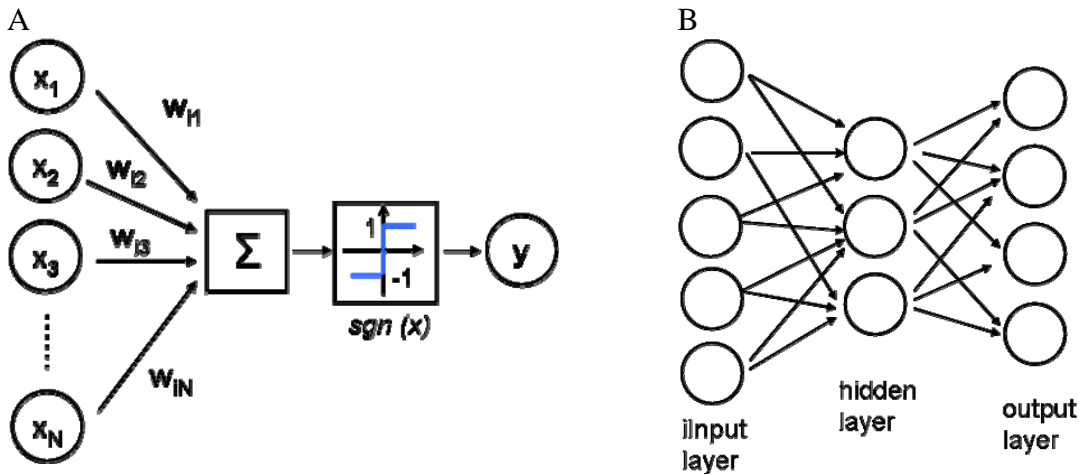 A
x1
wi1
x2
wi2
x3
wi3
Σ
1
-1
sgn (x)
y
wiN
xN
B
iInput
layer
hidden
layer
output
layer